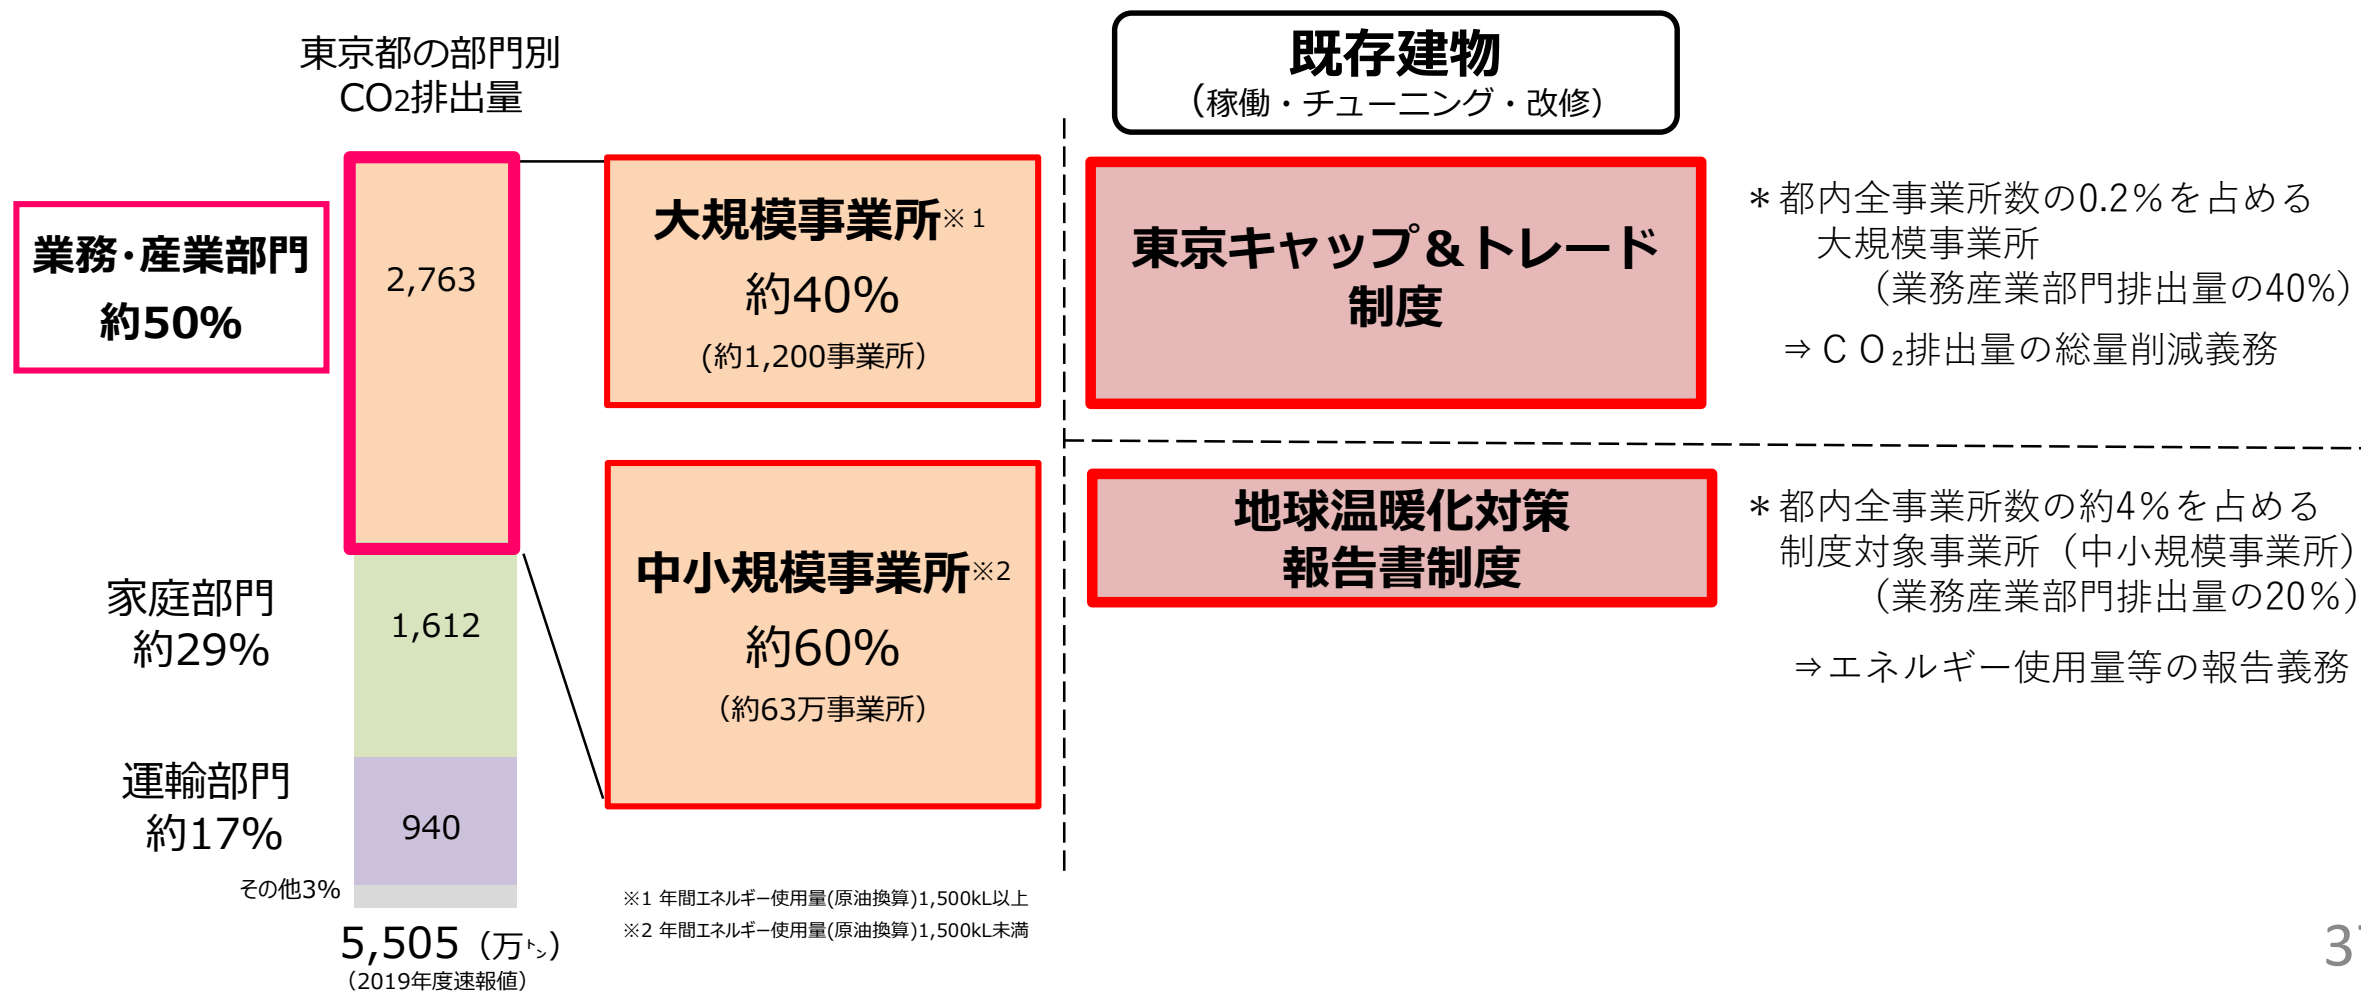 東京都の部門別
CO2排出量
業務・産業部門
約50%
2,763
家庭部門
約29%
1,612
運輸部門
約17%
940
その他3%
5,505（万㌧）
（2019年度速報値）
大規模事業所※1
約40%
(約1,200事業所）
中小規模事業所※2
約60%
（約63万事業所）
※1 年間エネルギー使用量(原油換算)1,500kL以上
※2 年間エネルギー使用量(原油換算)1,500kL未満
既存建物
（稼働・チューニング・改修）
東京キャップ＆トレード
制度
＊都内全事業所数の0.2％を占める
大規模事業所
（業務産業部門排出量の40%）
⇒ＣＯ₂排出量の総量削減義務
地球温暖化対策
報告書制度
＊都内全事業所数の約4％を占める
制度対象事業所（中小規模事業所）
（業務産業部門排出量の20％）
⇒エネルギー使用量等の報告義務